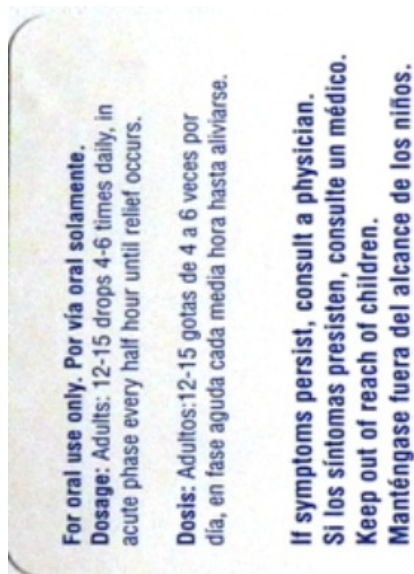 For oral use only. Por vía oral solamente.
Dosage: Adults: 12-15 drops 4-6 times daily, in
acute phase every half hour until relief occurs.
Dosis: Adultos:12-15 gotas de 4 a 6 veces por
día, en fase aguda cada media hora hasta aliviarse.
If symptoms persist, consult a physician.
Si los síntomas presisten, consulte un médico.
Keep out of reach of children.
Manténgase fuera del alcance de los niños.